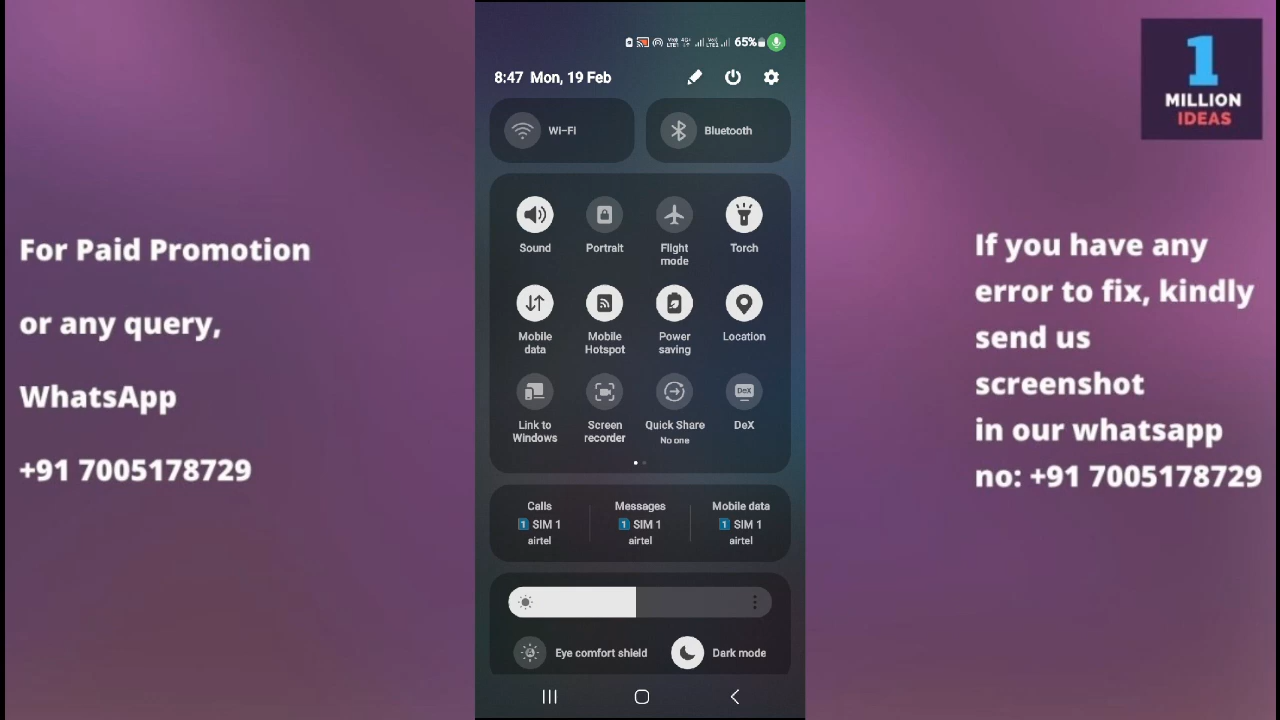 For Paid Promotion
or any query,
WhatsApp
+91 7005178729
65%
8:47 Mon, 19 Feb
Wi-Fi
Bluetooth
Sound
Portrait
Flight
mode
Torch
Mobile
data
Mobile
Hotspot
Power
saving
Location
Link to
Windows
Screen
recorder
Quick Share
No one
DeX
DeX
Calls
1 SIM 1
airtel
Messages
1 SIM 1
airtel
Mobile data
1 SIM 1
airtel
Eye comfort shield
Dark mode
1
MILLION
IDEAS
If you have any
error to fix, kindly
send us
screenshot
in our whatsapp
no: +91 7005178729